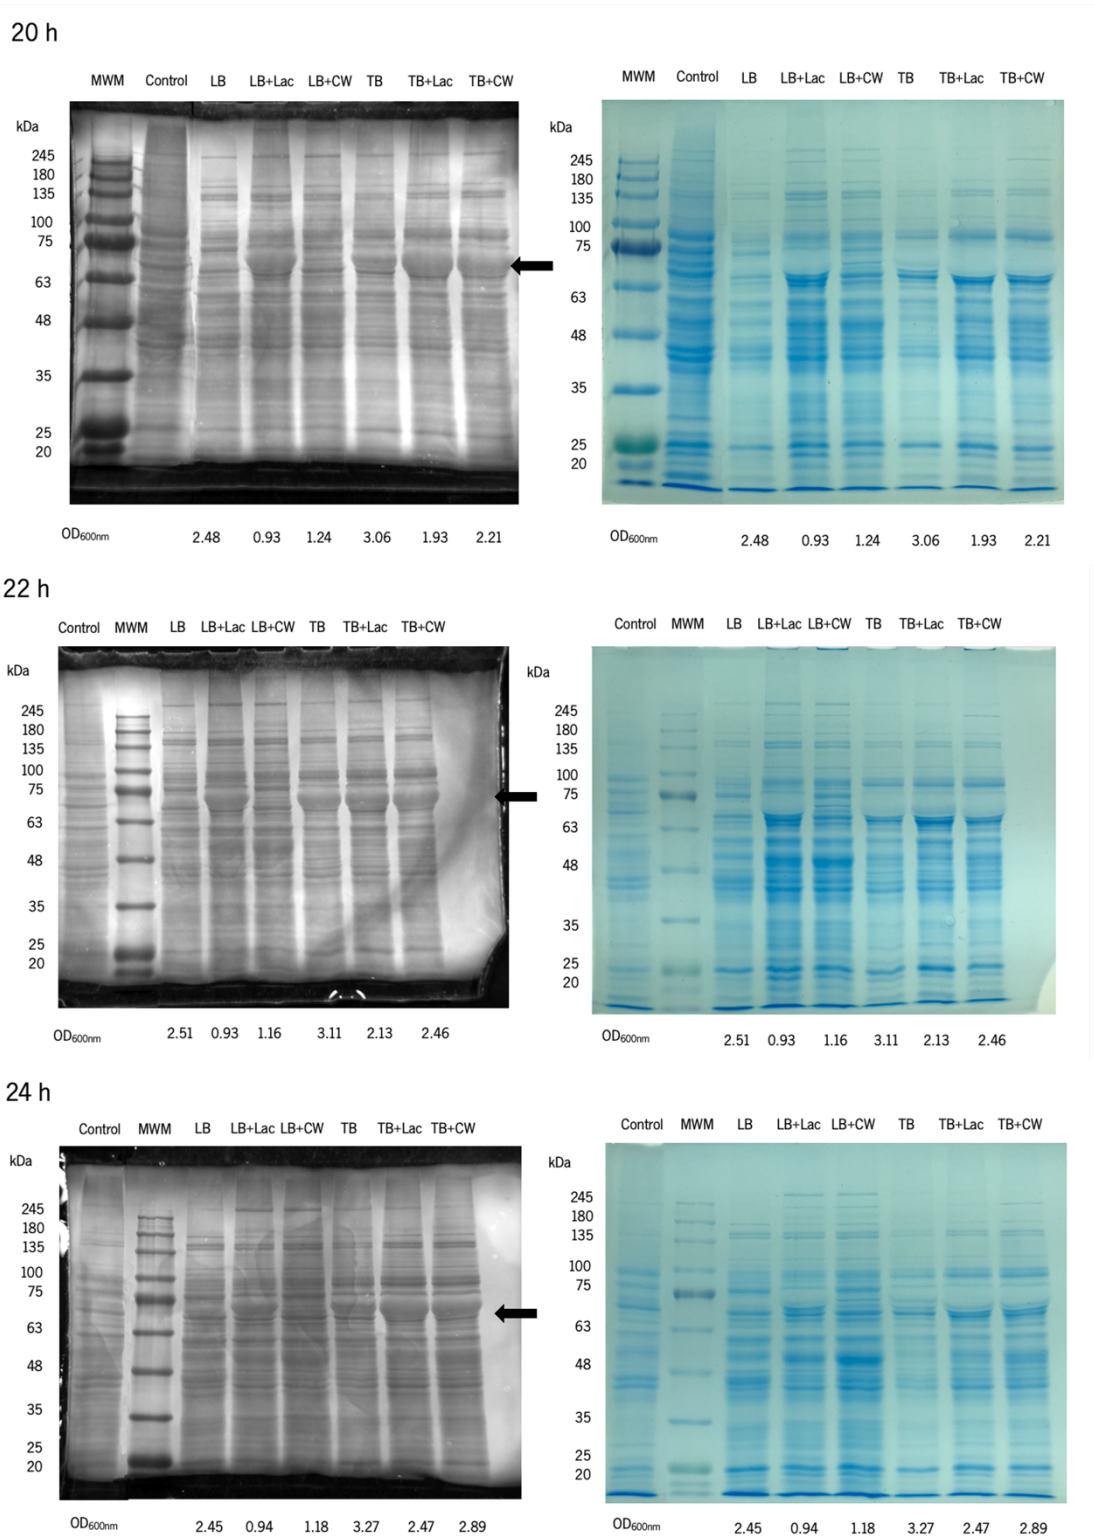 20 h
MWM Control LB LB+Lac LB+CW TB TB+Lac TB+CW
MWM Control LB LB+Lac LB+CW TB TB+Lac TB+CW
kDa
245
180
135
100
75
63
48
35
25
20
kDa
245
180
135
100
75
63
48
35
25
20
OD600nm 2.48 0.93 1.24 3.06 1.93 2.21
OD600nm 2.48 0.93 1.24 3.06 1.93 2.21
22 h
Control MWM LB LB+Lac LB+CW TB TB+Lac TB+CW
Control MWM LB LB+Lac LB+CW TB TB+Lac TB+CW
kDa
245
180
135
100
75
63
48
35
25
20
kDa
245
180
135
100
75
63
48
35
25
20
OD600nm 2.51 0.93 1.16 3.11 2.13 2.46
OD600nm 2.51 0.93 1.16 3.11 2.13 2.46
24 h
Control MWM LB LB+Lac LB+CW TB TB+Lac TB+CW
Control MWM LB LB+Lac LB+CW TB TB+Lac TB+CW
kDa
245
180
135
100
75
63
48
35
25
20
kDa
245
180
135
100
75
63
48
35
25
20
OD600nm 2.45 0.94 1.18 3.27 2.47 2.89
OD600nm 2.45 0.94 1.18 3.27 2.47 2.89